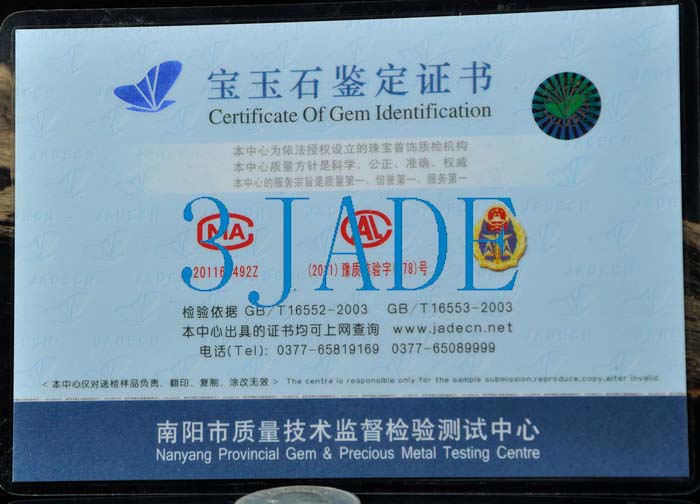 宝玉石鉴定证书
Certificate Of Gem Identification
本中心为依法授权设立的珠宝首饰质检机构
本中心质量方针是科学、公正、准确、权威
本中心的服务宗旨是质量第一、信誉第一、服务第一
3JADE
MA
CAL
(2011)豫质 验字 78)号
检验依据 GB/T16552-2003 GB/T16553-2003
本中心出具的证书均可上网查询 www.jadecn.net
电话(Tel): 0377-65819169 0377-65089999
< 本中心仅对送检样品负责，翻印、复制、涂改无效 > The centre is responsible only for the sample submission,reproduce,copy,alter invalid.
南阳市质量技术监督检验测试中心
Nanyang Provincial Gem & Precious Metal Testing Centre